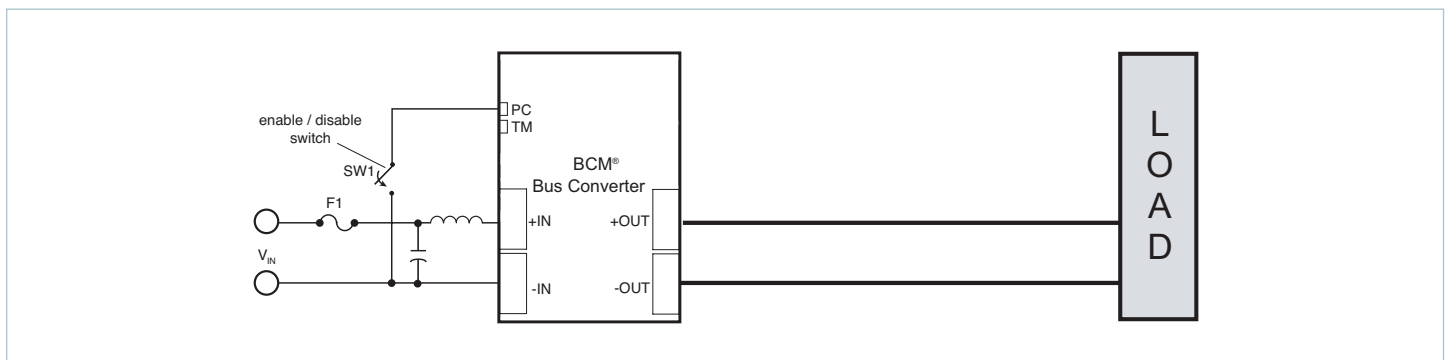 enable / disable
switch
SW1
F1
V_IN
PC
TM
BCM®
Bus Converter
+IN
+OUT
-IN
-OUT
L
O
A
D